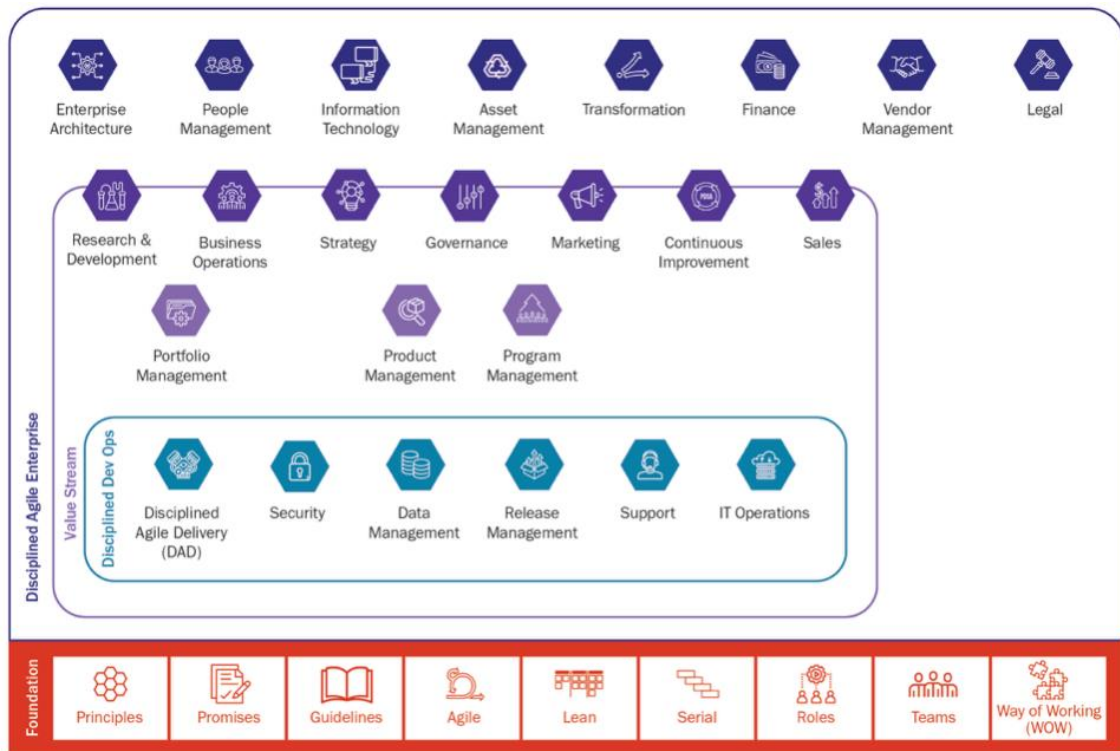 Enterprise
Architecture
People
Management
Information
Technology
Asset
Management
Transformation
Finance
Vendor
Management
Legal
Research &
Development
Business
Operations
Strategy
Governance
Marketing
Continuous
Improvement
Sales
Portfolio
Management
Product
Management
Program
Management
Disciplined Agile Enterprise
Value Stream
Disciplined Dev Ops
Disciplined
Agile Delivery
(DAD)
Security
Data
Management
Release
Management
Support
IT Operations
Foundation
Principles
Promises
Guidelines
Agile
Lean
Serial
Roles
Teams
Way of Working
(WOW)